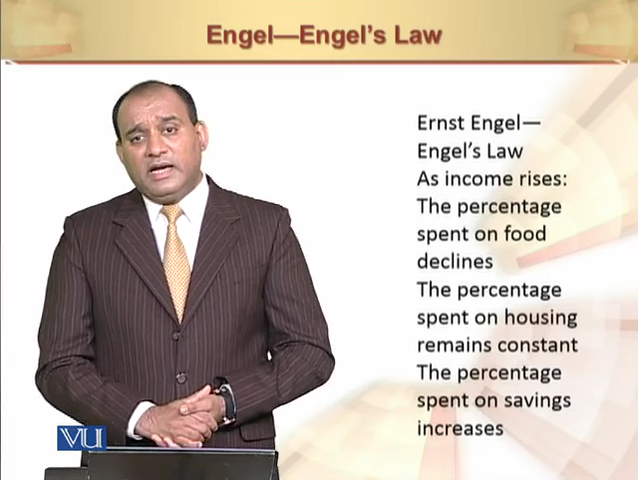 Engel—Engel's Law
Ernst Engel—
Engel's Law
As income rises:
The percentage
spent on food
declines
The percentage
spent on housing
remains constant
The percentage
spent on savings
increases
VU